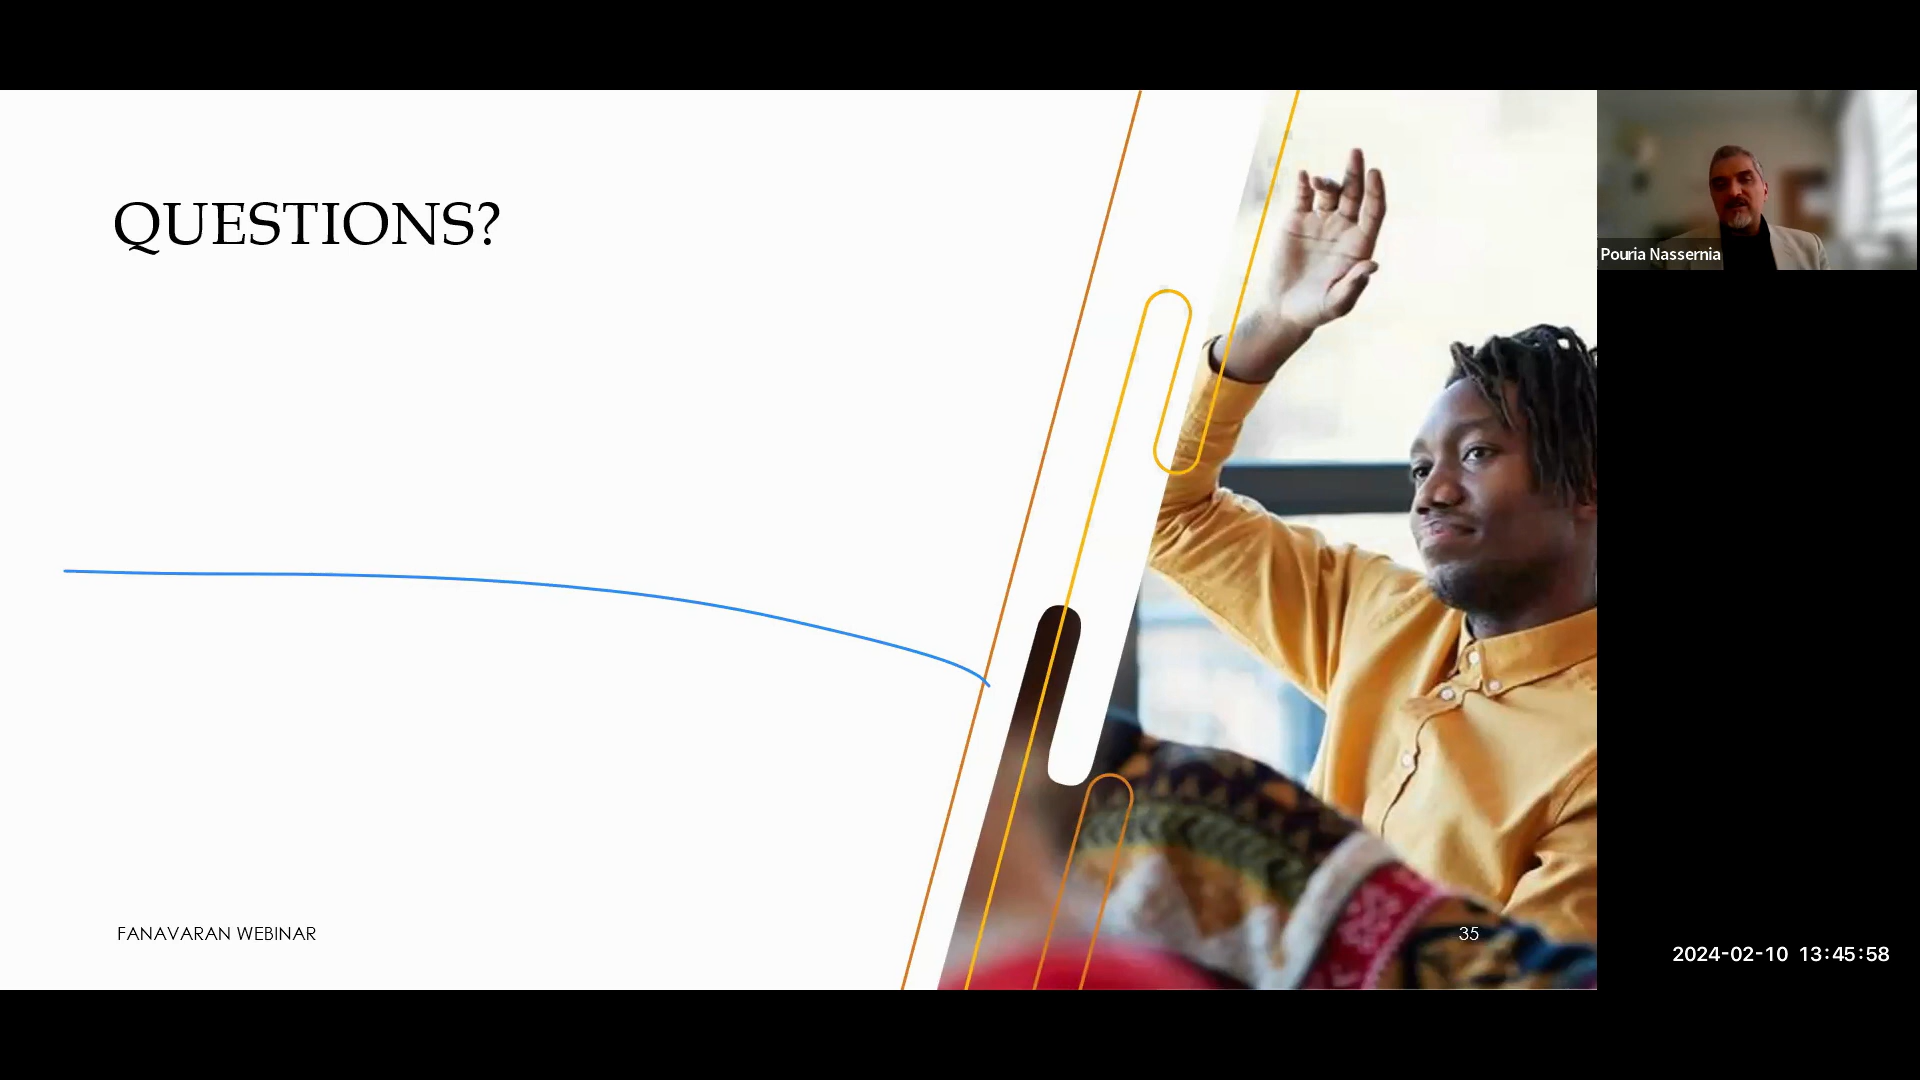 QUESTIONS?
Pouria Nassernia
FANAVARAN WEBINAR
35
2024-02-10 13:45:58